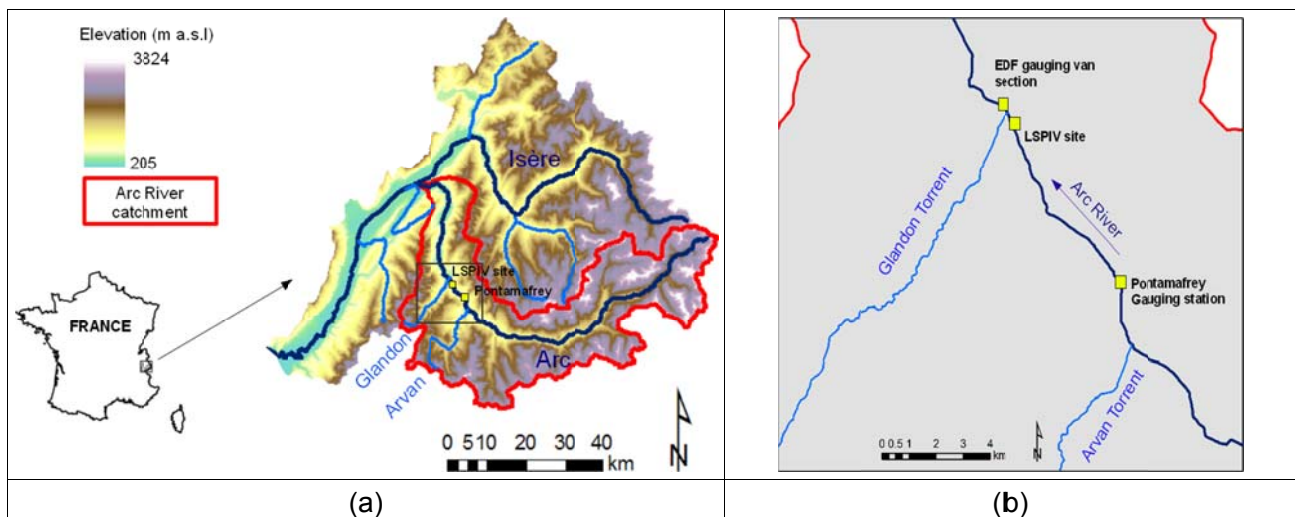 Elevation (m a.s.l)
3824
205
Arc River
catchment
FRANCE
Isère
LSPIV site
Pontamafrey
Glandon
Arvan
Arc
0 5 10 20 30 40
km
N
(a)
EDF gauging van
section
LSPIV site
Glandon Torrent
Arc River
Pontamafrey
Gauging station
Arvan Torrent
0 0.5 1 2 3 4
km
N
(b)